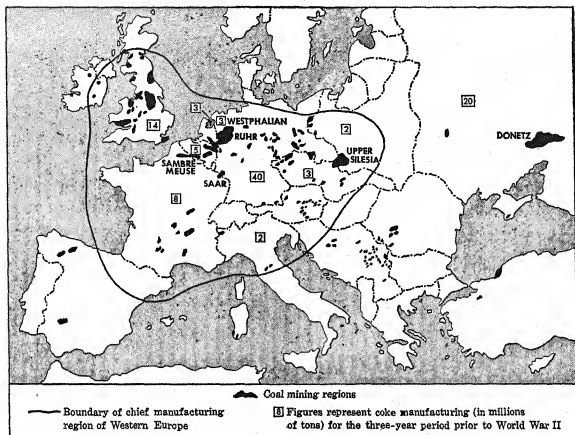 20
3
3
WESTPHALIAN
14
2
RUHR
DONETZ
5
UPPER
SILESIA
SAMBRE
MEUSE
3
SAAR
40
8
2
Coal mining regions
Boundary of chief manufacturing
region of Western Europe
8 Figures represent coke manufacturing (in millions
of tons) for the three-year period prior to World War II